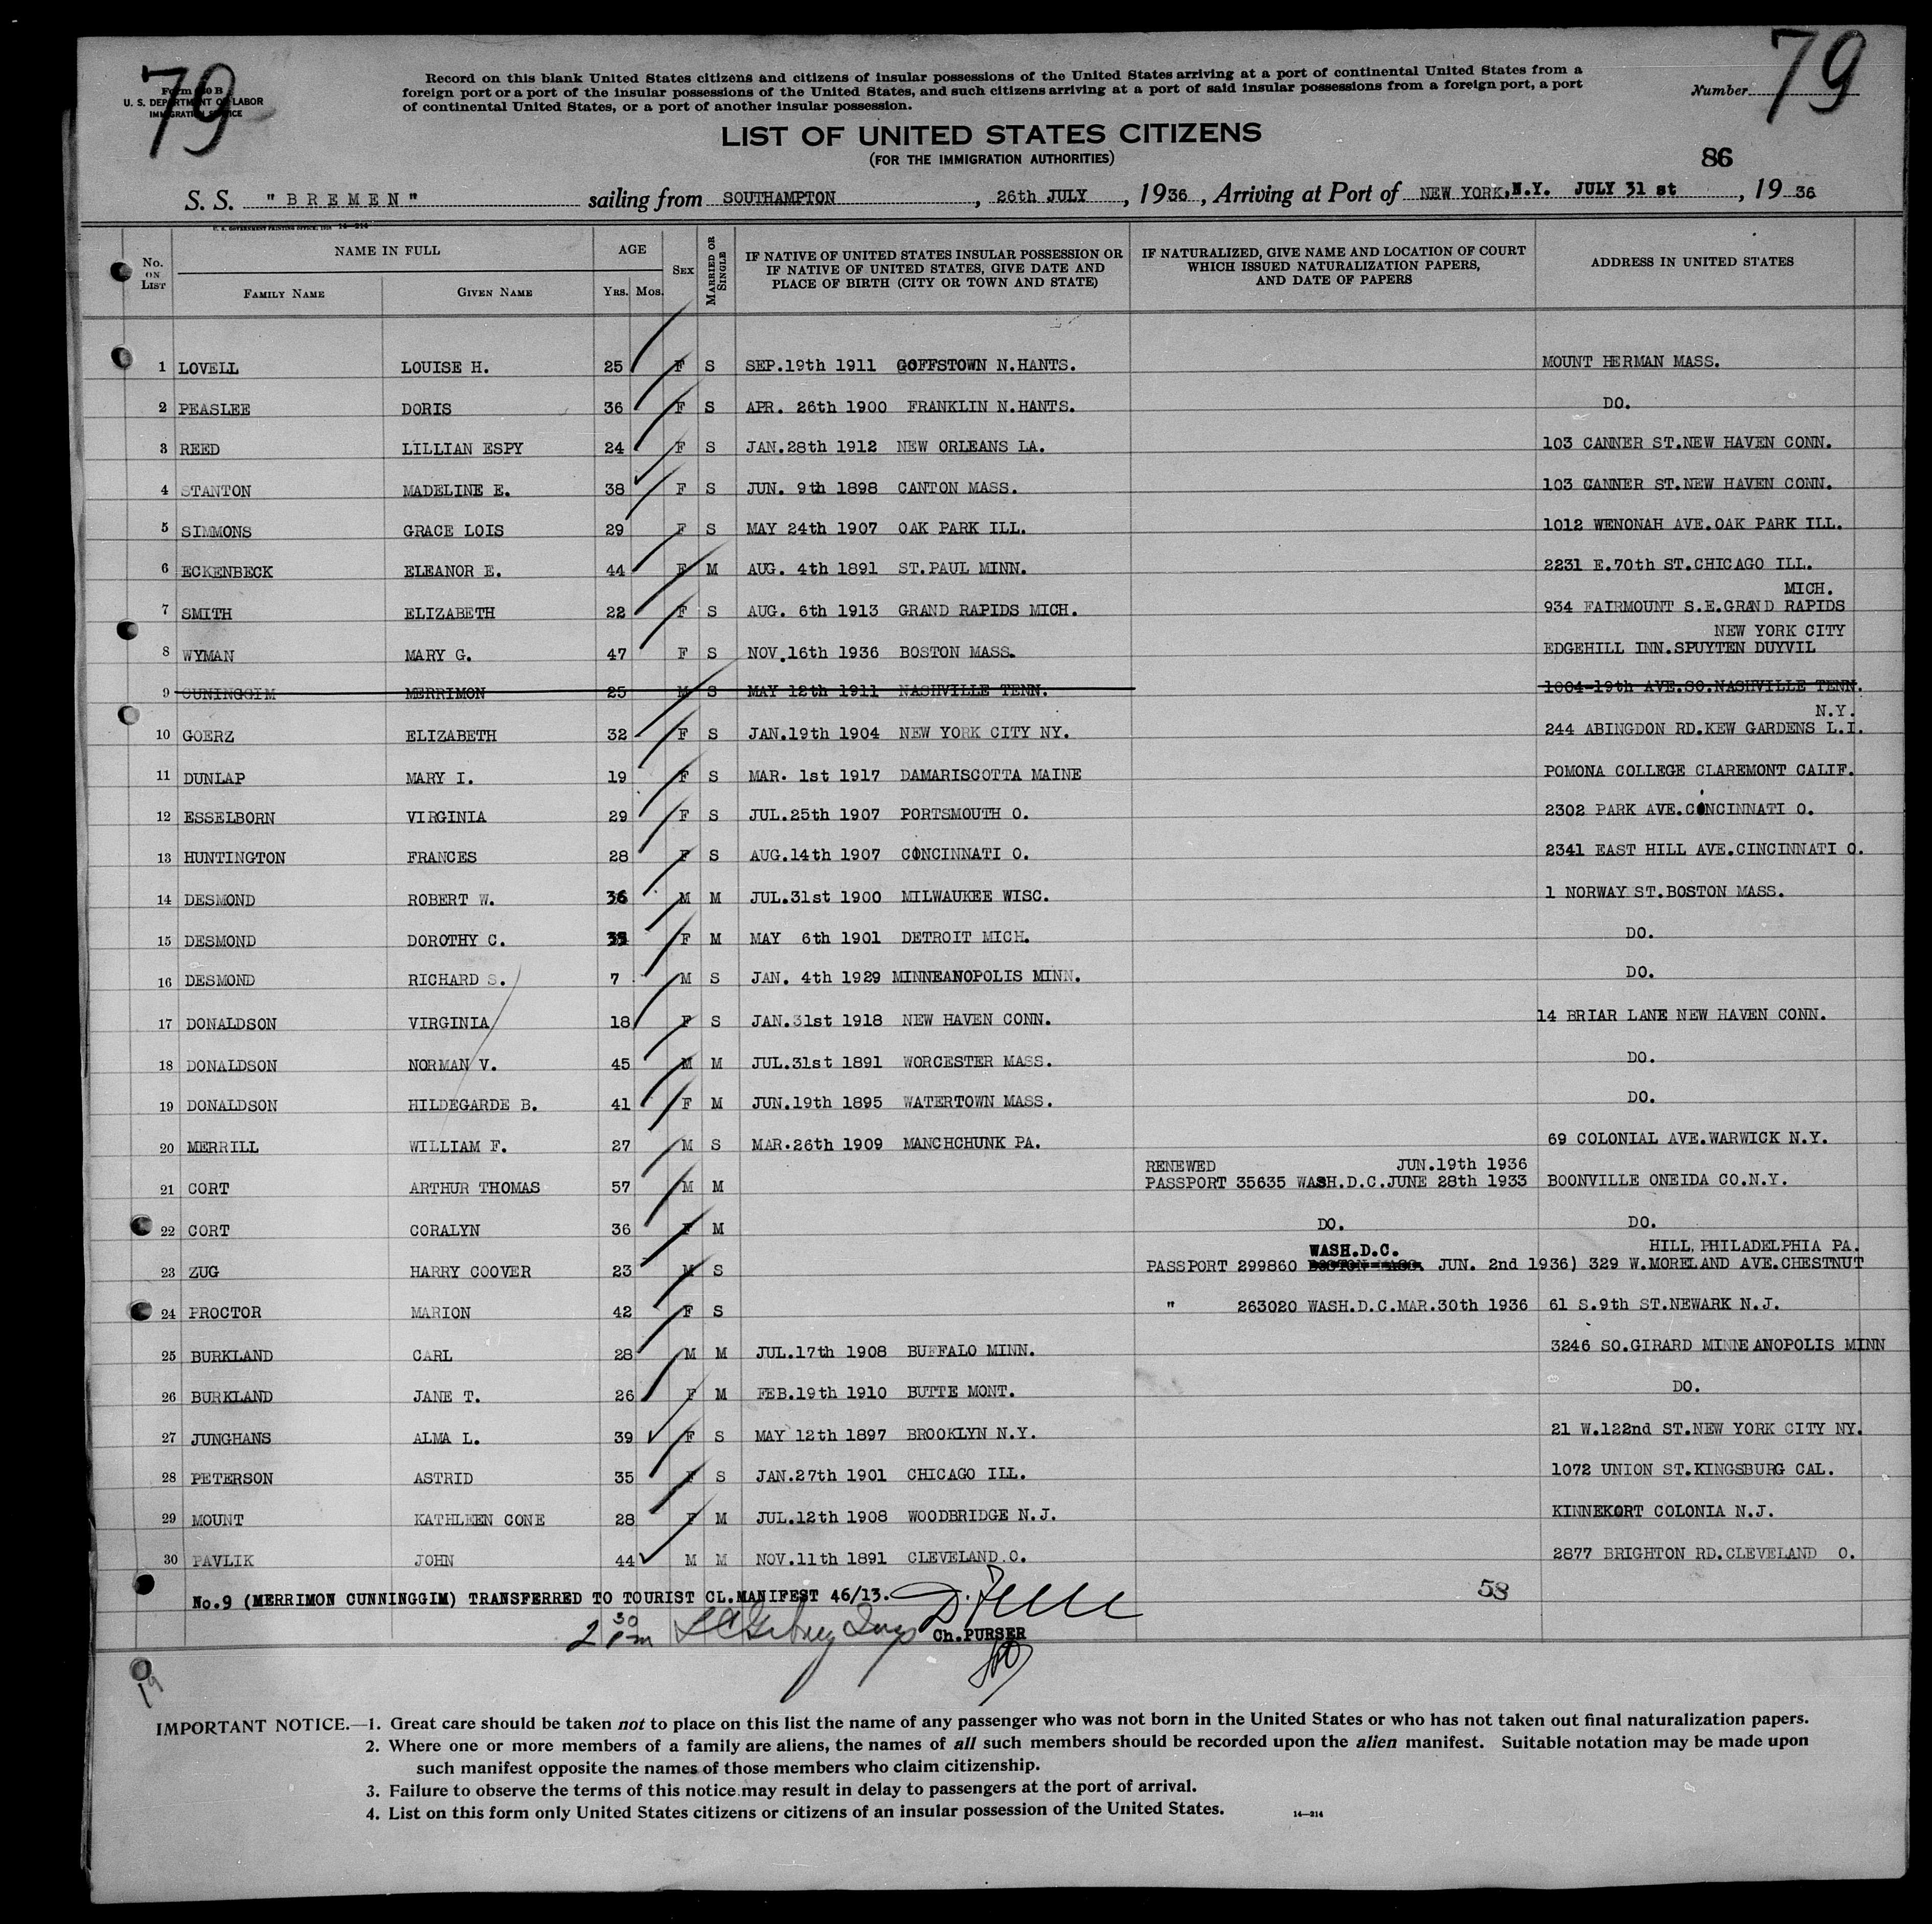 79
79
Form 630 B
U. S. DEPARTMENT OF LABOR
IMMIGRATION SERVICE
Record on this blank United States citizens and citizens of insular possessions of the United States arriving at a port of continental United States from a
foreign port or a port of the insular possessions of the United States, and such citizens arriving at a port of said insular possessions from a foreign port, a port
of continental United States, or a port of another insular possession.
Number
LIST OF UNITED STATES CITIZENS
(FOR THE IMMIGRATION AUTHORITIES)
86
S. S. "BREMEN" sailing from SOUTHAMPTON, 26th JULY, 1936, Arriving at Port of NEW YORK, N.Y. JULY 31 st, 1936
No. ON LIST NAME IN FULL FAMILY NAME GIVEN NAME AGE YRS. MOS. SEX MARRIED OR SINGLE IF NATIVE OF UNITED STATES INSULAR POSSESSION OR IF NATIVE OF UNITED STATES, GIVE DATE AND PLACE OF BIRTH (CITY OR TOWN AND STATE) IF NATURALIZED, GIVE NAME AND LOCATION OF COURT WHICH ISSUED NATURALIZATION PAPERS, AND DATE OF PAPERS ADDRESS IN UNITED STATES
1 LOVELL LOUISE H. 25 F S SEP.19th 1911 GOFFSTOWN N.HANTS. MOUNT HERMAN MASS.
2 PEASLEE DORIS 36 F S APR. 26th 1900 FRANKLIN N.HANTS. DO.
3 REED LILLIAN ESPY 24 F S JAN.28th 1912 NEW ORLEANS LA. 103 CANNER ST.NEW HAVEN CONN.
4 STANTON MADELINE E. 38 F S JUN. 9th 1898 CANTON MASS. 103 CANNER ST.NEW HAVEN CONN.
5 SIMMONS GRACE LOIS 29 F S MAY 24th 1907 OAK PARK ILL. 1012 WENONAH AVE.OAK PARK ILL.
6 ECKENBECK ELEANOR E. 44 F M AUG. 4th 1891 ST.PAUL MINN. 2231 E.70th ST.CHICAGO ILL.
MICH.
7 SMITH ELIZABETH 22 F S AUG. 6th 1913 GRAND RAPIDS MICH. 934 FAIRMOUNT S.E.GRAND RAPIDS
NEW YORK CITY
8 WYMAN MARY G. 47 F S NOV.16th 1936 BOSTON MASS. EDGEHILL INN.SPUYTEN DUYVIL
9 CUNINGGIM MERRIMON 25 M S MAY 12th 1911 NASHVILLE TENN. 1004-19th AVE.SO.NASHVILLE TENN.
N.Y.
10 GOERZ ELIZABETH 32 F S JAN.19th 1904 NEW YORK CITY NY. 244 ABINGDON RD.KEW GARDENS L.I.
11 DUNLAP MARY I. 19 F S MAR. 1st 1917 DAMARISCOTTA MAINE POMONA COLLEGE CLAREMONT CALIF.
12 ESSELBORN VIRGINIA 29 F S JUL.25th 1907 PORTSMOUTH O. 2302 PARK AVE.CINCINNATI O.
13 HUNTINGTON FRANCES 28 F S AUG.14th 1907 CINCINNATI O. 2341 EAST HILL AVE.CINCINNATI O.
14 DESMOND ROBERT W. 36 M M JUL.31st 1900 MILWAUKEE WISC. 1 NORWAY ST.BOSTON MASS.
15 DESMOND DOROTHY C. 35 F M MAY 6th 1901 DETROIT MICH. DO.
16 DESMOND RICHARD S. 7 M S JAN. 4th 1929 MINNEANOPOLIS MINN. DO.
17 DONALDSON VIRGINIA 18 F S JAN.31st 1918 NEW HAVEN CONN. 14 BRIAR LANE NEW HAVEN CONN.
18 DONALDSON NORMAN V. 45 M M JUL.31st 1891 WORCESTER MASS. DO.
19 DONALDSON HILDEGARDE B. 41 F M JUN.19th 1895 WATERTOWN MASS. DO.
20 MERRILL WILLIAM F. 27 M S MAR.26th 1909 MANCHCHUNK PA. 69 COLONIAL AVE.WARWICK N.Y.
RENEWED JUN.19th 1936
21 CORT ARTHUR THOMAS 57 M M PASSPORT 35635 WASH.D.C.JUNE 28th 1933 BOONVILLE ONEIDA CO.N.Y.
22 CORT CORALYN 36 F M DO. DO.
WASH.D.C. HILL, PHILADELPHIA PA.
23 ZUG HARRY COOVER 23 M S PASSPORT 299860 JUN. 2nd 1936) 329 W.MORELAND AVE.CHESTNUT
24 PROCTOR MARION 42 F S " 263020 WASH.D.C.MAR.30th 1936 61 S.9th ST.NEWARK N.J.
25 BURKLAND CARL 28 M M JUL.17th 1908 BUFFALO MINN. 3246 SO.GIRARD MINNEANOPOLIS MINN
26 BURKLAND JANE T. 26 F M FEB.19th 1910 BUTTE MONT. DO.
27 JUNGHANS ALMA L. 39 F S MAY 12th 1897 BROOKLYN N.Y. 21 W.122nd ST.NEW YORK CITY NY.
28 PETERSON ASTRID 35 F S JAN.27th 1901 CHICAGO ILL. 1072 UNION ST.KINGSBURG CAL.
29 MOUNT KATHLEEN CONE 28 F M JUL.12th 1908 WOODBRIDGE N.J. KINNEKORT COLONIA N.J.
30 PAVLIK JOHN 44 M M NOV.11th 1891 CLEVELAND.O. 2877 BRIGHTON RD.CLEVELAND O.
No.9 (MERRIMON CUNNINGGIM) TRANSFERRED TO TOURIST CL.MANIFEST 46/13.
58
2 30 pm
Ch.PURSER
19
IMPORTANT NOTICE.—1. Great care should be taken not to place on this list the name of any passenger who was not born in the United States or who has not taken out final naturalization papers.
2. Where one or more members of a family are aliens, the names of all such members should be recorded upon the alien manifest. Suitable notation may be made upon
such manifest opposite the names of those members who claim citizenship.
3. Failure to observe the terms of this notice may result in delay to passengers at the port of arrival.
4. List on this form only United States citizens or citizens of an insular possession of the United States.
14—214